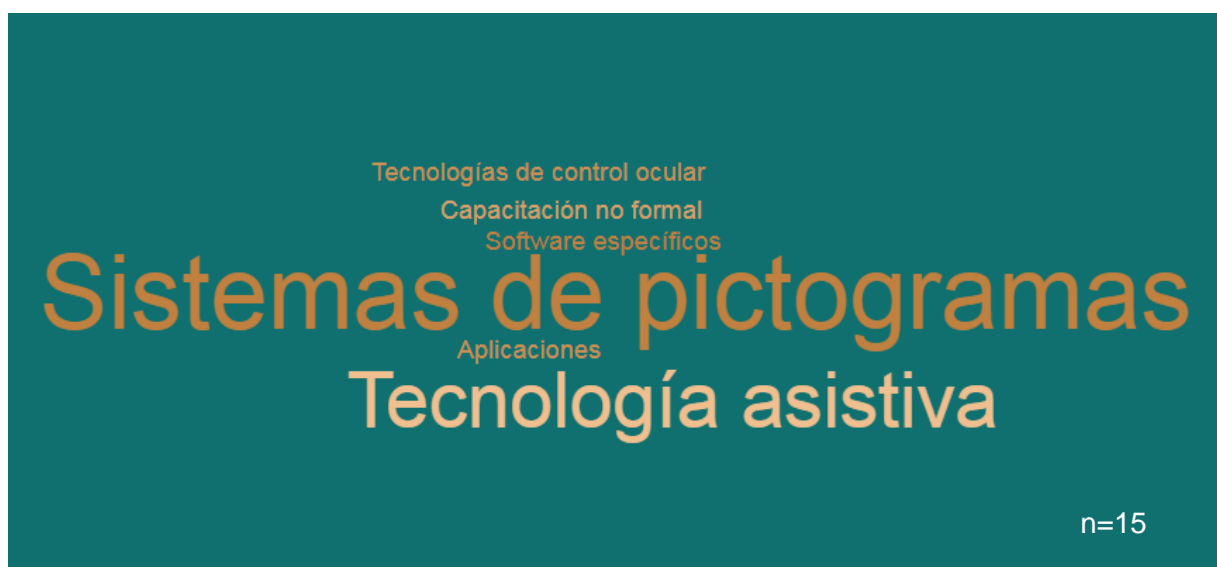 Tecnologías de control ocular
Capacitación no formal
Software específicos
Sistemas de pictogramas
Aplicaciones
Tecnología asistiva
n=15